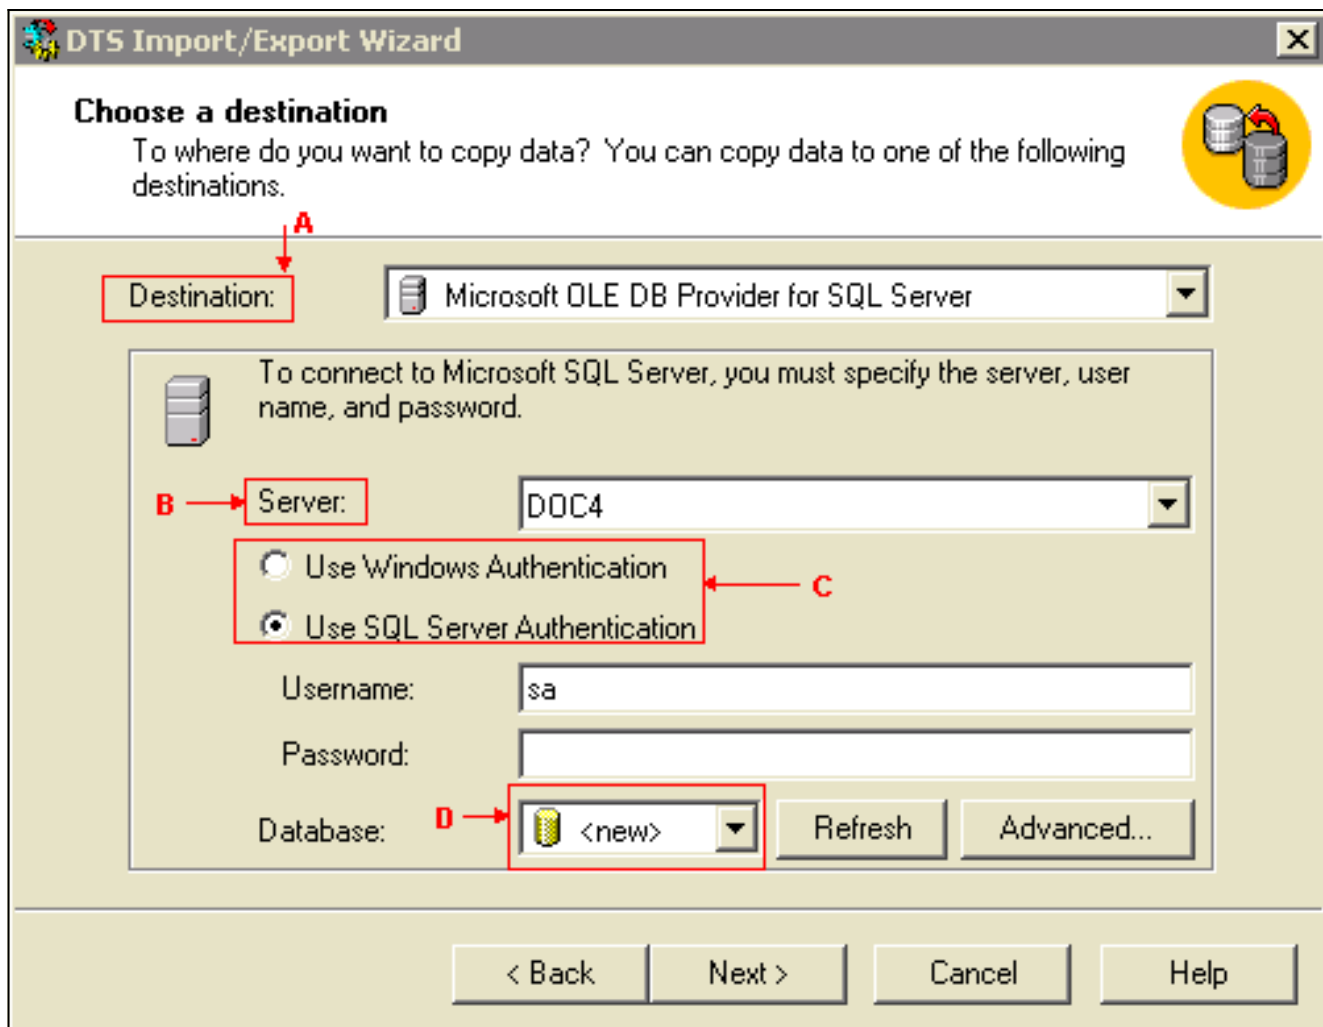 DTS Import/Export Wizard
Choose a destination
To where do you want to copy data? You can copy data to one of the following
destinations.
A
Destination: Microsoft OLE DB Provider for SQL Server
To connect to Microsoft SQL Server, you must specify the server, user
name, and password.
B Server: DOC4
Use Windows Authentication
C
Use SQL Server Authentication
Username: sa
Password:
Database: D <new> Refresh Advanced...
< Back Next > Cancel Help